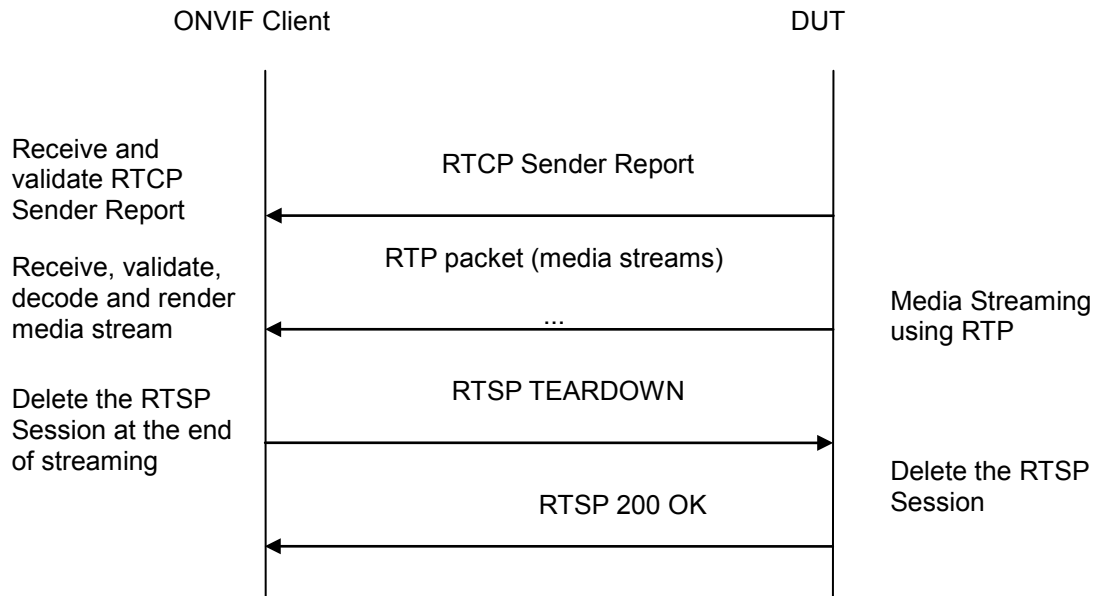 ONVIF Client
DUT
Receive and
validate RTCP
Sender Report
RTCP Sender Report
Receive, validate,
decode and render
media stream
RTP packet (media streams)
...
Media Streaming
using RTP
Delete the RTSP
Session at the end
of streaming
RTSP TEARDOWN
Delete the RTSP
Session
RTSP 200 OK